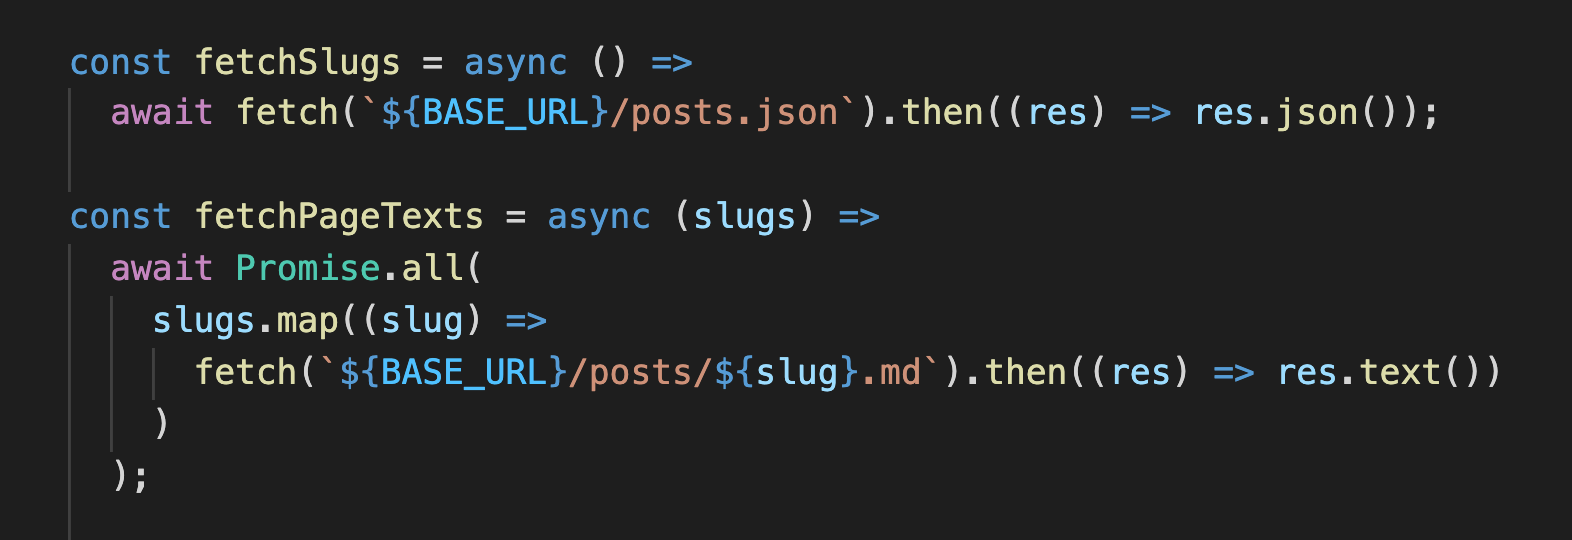 const fetchSlugs = async () =>
  await fetch(`${BASE_URL}/posts.json`).then((res) => res.json());

const fetchPageTexts = async (slugs) =>
  await Promise.all(
    slugs.map((slug) =>
      fetch(`${BASE_URL}/posts/${slug}.md`).then((res) => res.text())
    )
  );